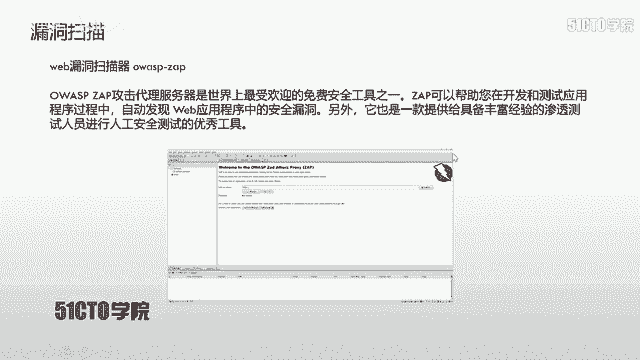 漏洞扫描
51CTO学院
web漏洞扫描器 owasp-zap
OWASP ZAP攻击代理服务器是世界上最受欢迎的免费安全工具之一。ZAP可以帮助您在开发和测试应用
程序过程中，自动发现 Web应用程序中的安全漏洞。另外，它也是一款提供给具备丰富经验的渗透测
试人员进行人工安全测试的优秀工具。
Welcome to the OWASP Zed Attack Proxy (ZAP)
51CTO学院